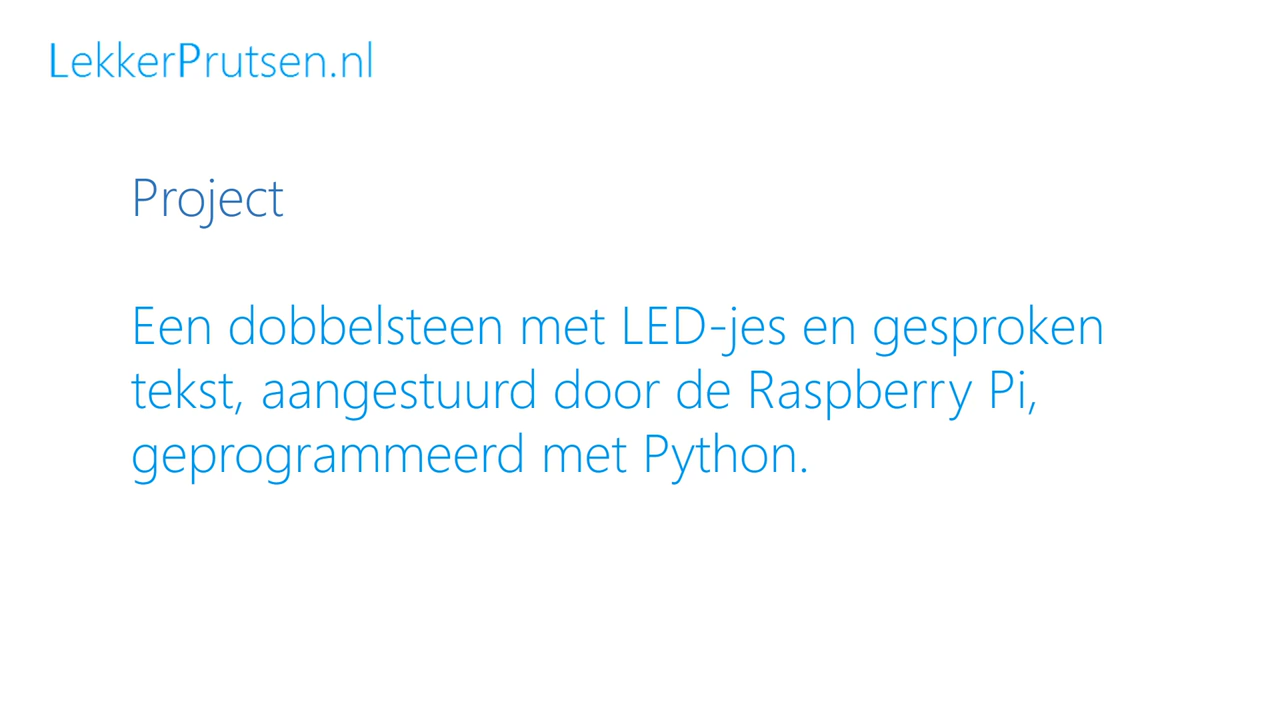 LekkerPrutsen.nl
Project
Een dobbelsteen met LED-jes en gesproken
tekst, aangestuurd door de Raspberry Pi,
geprogrammeerd met Python.